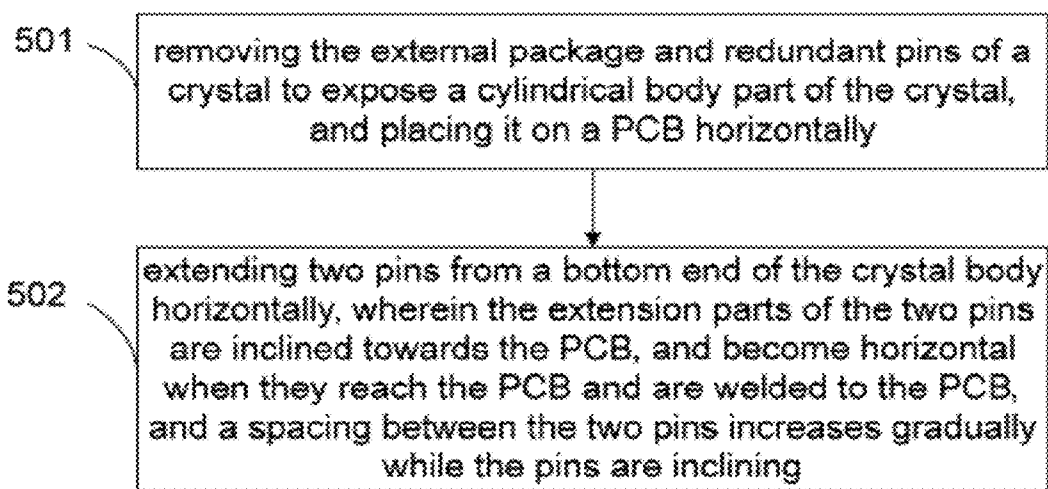 501
removing the external package and redundant pins of a
crystal to expose a cylindrical body part of the crystal,
and placing it on a PCB horizontally
502
extending two pins from a bottom end of the crystal body
horizontally, wherein the extension parts of the two pins
are inclined towards the PCB, and become horizontal
when they reach the PCB and are welded to the PCB,
and a spacing between the two pins increases gradually
while the pins are inclining